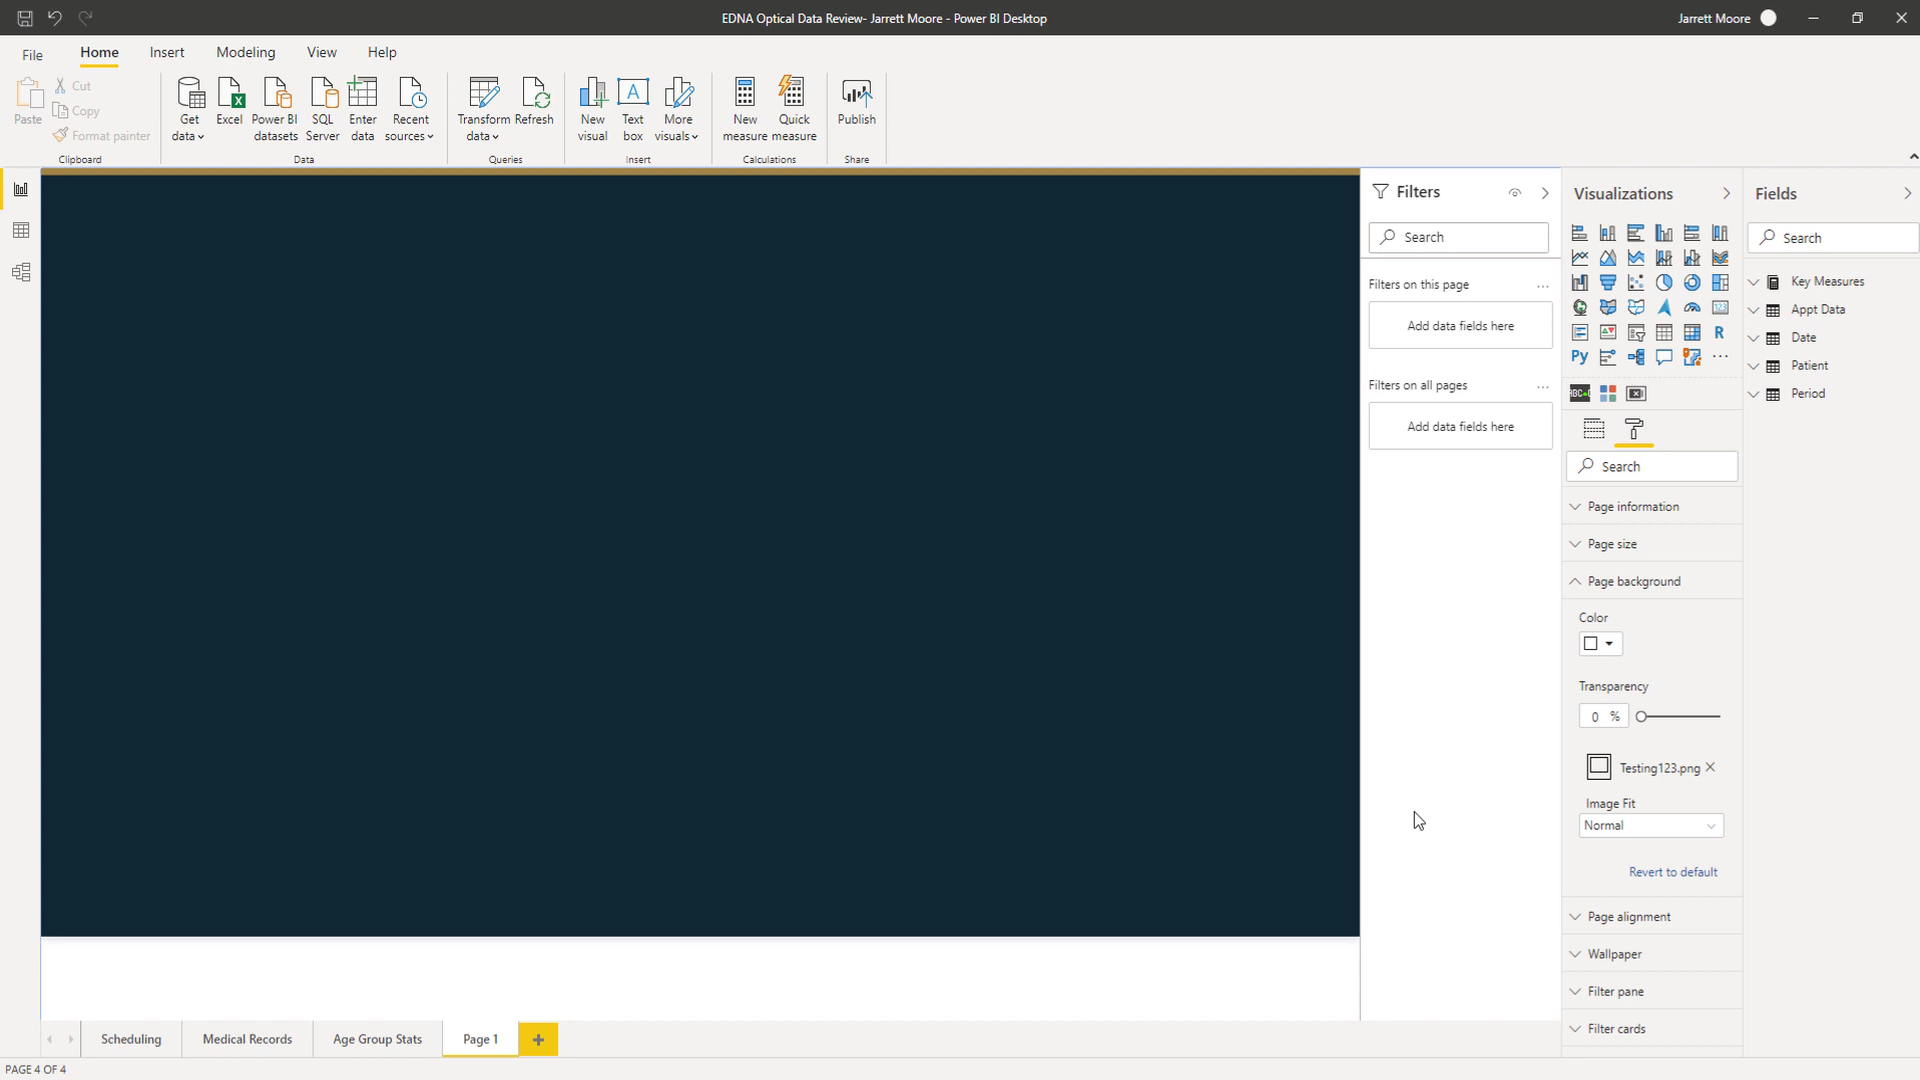 EDNA Optical Data Review- Jarrett Moore - Power BI Desktop
Jarrett Moore
File
Home
Insert
Modeling
View
Help
Paste
Cut
Copy
Format painter
Clipboard
Get
data
Excel
Power BI
datasets
SQL
Server
Enter
data
Recent
sources
Data
Transform
data
Refresh
Queries
New
visual
Text
box
More
visuals
Insert
New
measure
Quick
measure
Calculations
Publish
Share
Filters
Search
Filters on this page
...
Add data fields here
Filters on all pages
...
Add data fields here
Visualizations
123
R
Py
...
Search
Page information
Page size
Page background
Color
Transparency
0 %
Testing123.png
Image Fit
Normal
Revert to default
Page alignment
Wallpaper
Filter pane
Filter cards
Fields
Search
Key Measures
Appt Data
Date
Patient
Period
Scheduling
Medical Records
Age Group Stats
Page 1
PAGE 4 OF 4